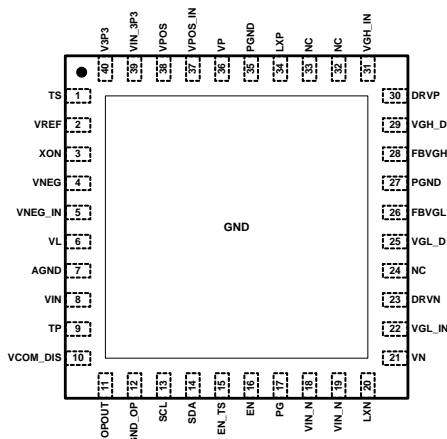 V3P3
VIN_3P3
VPOS
VPOS_IN
VP
PGND
LXP
NC
NC
VGH_IN
40
39
38
37
36
35
34
33
32
31
TS 1
VREF 2
XON 3
VNEG 4
VNEG_IN 5
VL 6
AGND 7
VIN 8
TP 9
VCOM_DIS 10
GND
30 DRVP
29 VGH_D
28 FBVGH
27 PGND
26 FBVGL
25 VGL_D
24 NC
23 DRVN
22 VGL_IN
21 VN
11
12
13
14
15
16
17
18
19
20
OPOUT
GND_OP
SCL
SDA
EN_TS
EN
PG
VIN_N
VIN_N
LXN